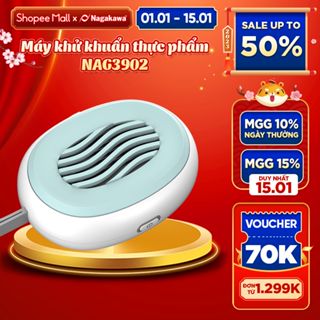 Shopee Mall x Nagakawa
01.01 - 15.01
Máy khử khuẩn thực phẩm
NAG3902
SALE UP TO
50%
MGG 10%
NGÀY THƯỜNG
MGG 15%
DUY NHẤT
15.01
VOUCHER
70K
ĐƠN TỪ
1.299K